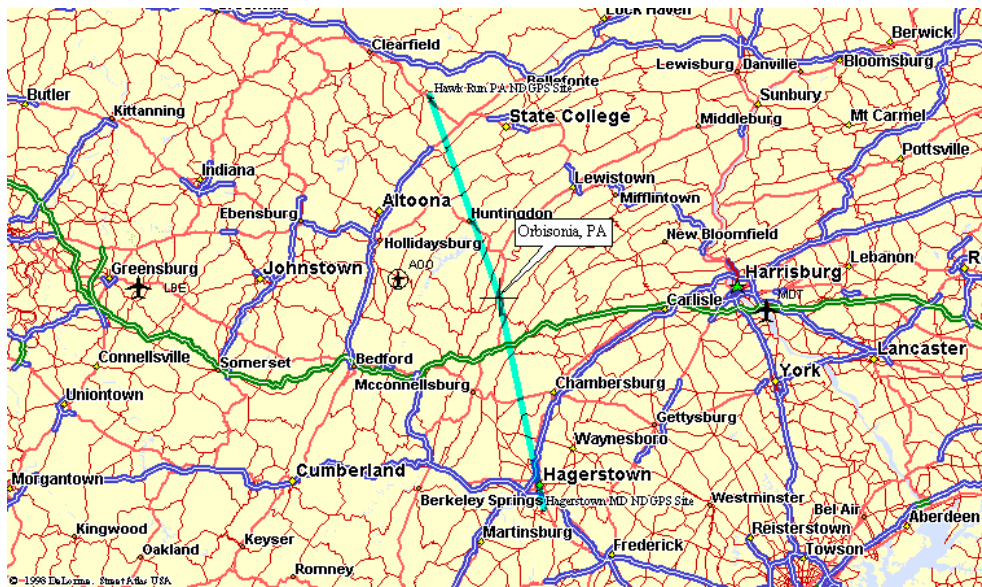 Lock Haven
Clearfield
Berwick
Bellefonte
Lewisburg
Danville
Bloomsburg
Hawk Run PA NDGPS Site
Butler
Kittanning
State College
Sunbury
Middleburg
Mt Carmel
Pottsville
Indiana
Altoona
Lewistown
Mifflintown
Ebensburg
Huntingdon
Orbisonia, PA
New Bloomfield
Hollidaysburg
AOO
Greensburg
LBE
Johnstown
Harrisburg
Lebanon
R
MDT
Carlisle
Connellsville
Somerset
Bedford
Mcconnellsburg
Lancaster
York
Uniontown
Chambersburg
Gettysburg
Waynesboro
Morgantown
Cumberland
Hagerstown
Berkeley Springs
Hagerstown MD NDGPS Site
Westminster
Bel Air
Aberdeen
Kingwood
Oakland
Keyser
Martinsburg
Reisterstown
Frederick
Towson
Romney
© 1998 DeLorme. Street Atlas USA